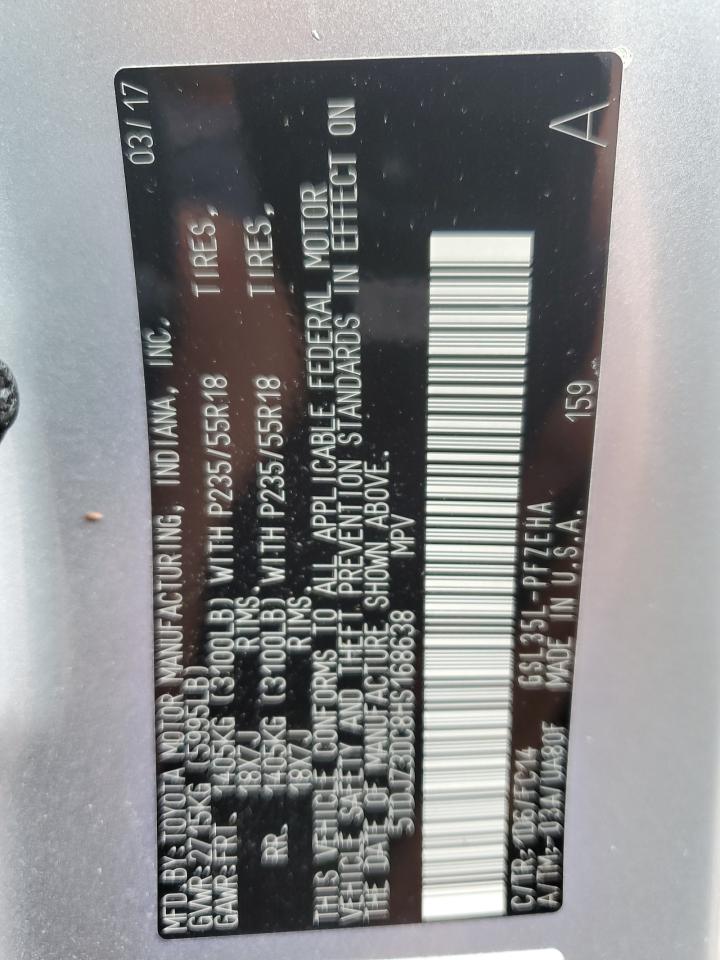 MFD BY: TOYOTA MOTOR MANUFACTURING, INDIANA, INC. 03/17
GVWR: 2715KG (5995LB)
GAWR: FRT. 1405KG (3100LB) WITH P235/55R18 TIRES,
18X7J RIMS,
RR. 1405KG (3100LB) WITH P235/55R18 TIRES,
18X7J RIMS
THIS VEHICLE CONFORMS TO ALL APPLICABLE FEDERAL MOTOR
VEHICLE SAFETY AND THEFT PREVENTION STANDARDS IN EFFECT ON
THE DATE OF MANUFACTURE SHOWN ABOVE.
5TDJZ3DC8HS168638 MPV
C/TR: 1D6/FC14 GSL35L-PFZEHA 159 A
A/TM: -03A/UA80F MADE IN U.S.A.